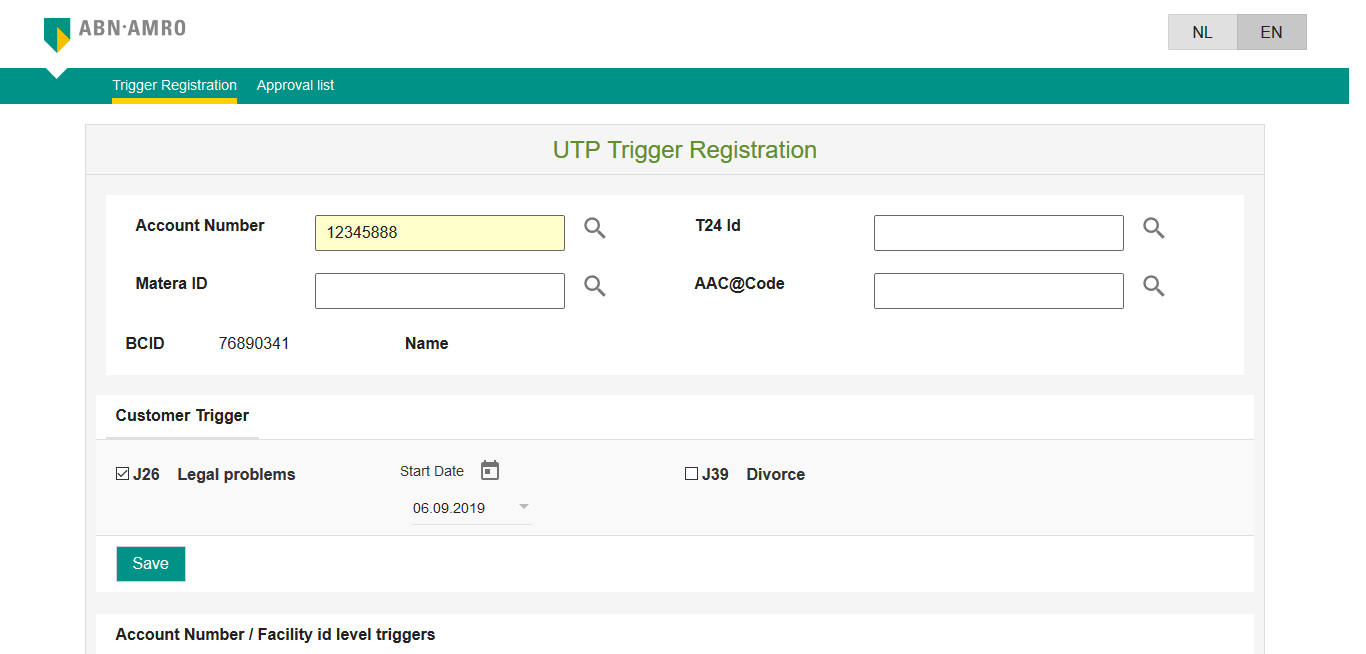 ABN·AMRO
NL EN
Trigger Registration Approval list
UTP Trigger Registration
Account Number 12345888 T24 Id
Matera ID AAC@Code
BCID 76890341 Name
Customer Trigger
J26 Legal problems Start Date J39 Divorce
06.09.2019
Save
Account Number / Facility id level triggers